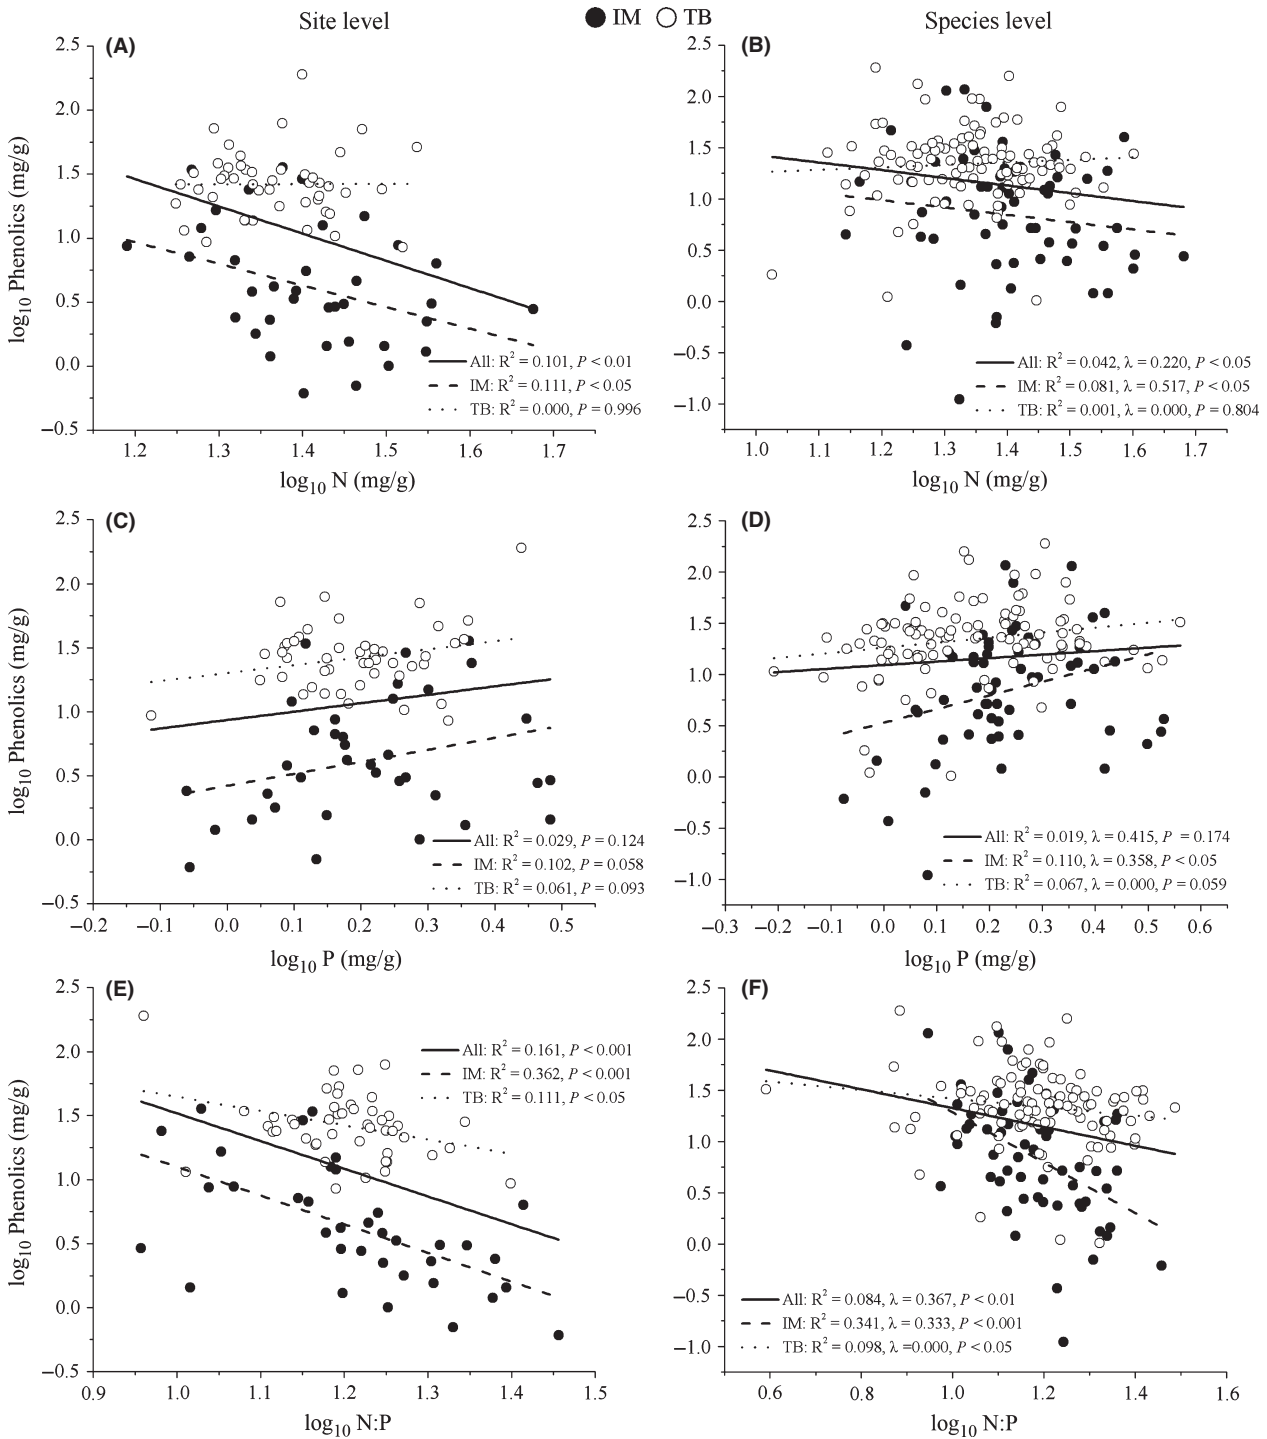 Site level
IM TB
Species level
(A)
2.5
2.0
1.5
1.0
0.5
0.0
−0.5
log10 Phenolics (mg/g)
All: R² = 0.101, P < 0.01
IM: R² = 0.111, P < 0.05
TB: R² = 0.000, P = 0.996
1.2 1.3 1.4 1.5 1.6 1.7
log10 N (mg/g)
(B)
2.5
2.0
1.5
1.0
0.5
0.0
−0.5
−1.0
All: R² = 0.042, λ = 0.220, P < 0.05
IM: R² = 0.081, λ = 0.517, P < 0.05
TB: R² = 0.001, λ = 0.000, P = 0.804
1.0 1.1 1.2 1.3 1.4 1.5 1.6 1.7
log10 N (mg/g)
(C)
2.5
2.0
1.5
1.0
0.5
0.0
−0.5
log10 Phenolics (mg/g)
All: R² = 0.029, P = 0.124
IM: R² = 0.102, P = 0.058
TB: R² = 0.061, P = 0.093
−0.2 −0.1 0.0 0.1 0.2 0.3 0.4 0.5
log10 P (mg/g)
(D)
2.5
2.0
1.5
1.0
0.5
0.0
−0.5
−1.0
All: R² = 0.019, λ = 0.415, P = 0.174
IM: R² = 0.110, λ = 0.358, P < 0.05
TB: R² = 0.067, λ = 0.000, P = 0.059
−0.3 −0.2 −0.1 0.0 0.1 0.2 0.3 0.4 0.5 0.6
log10 P (mg/g)
(E)
2.5
2.0
1.5
1.0
0.5
0.0
−0.5
log10 Phenolics (mg/g)
All: R² = 0.161, P < 0.001
IM: R² = 0.362, P < 0.001
TB: R² = 0.111, P < 0.05
0.9 1.0 1.1 1.2 1.3 1.4 1.5
log10 N:P
(F)
2.5
2.0
1.5
1.0
0.5
0.0
−0.5
−1.0
All: R² = 0.084, λ = 0.367, P < 0.01
IM: R² = 0.341, λ = 0.333, P < 0.001
TB: R² = 0.098, λ =0.000, P < 0.05
0.6 0.8 1.0 1.2 1.4 1.6
log10 N:P